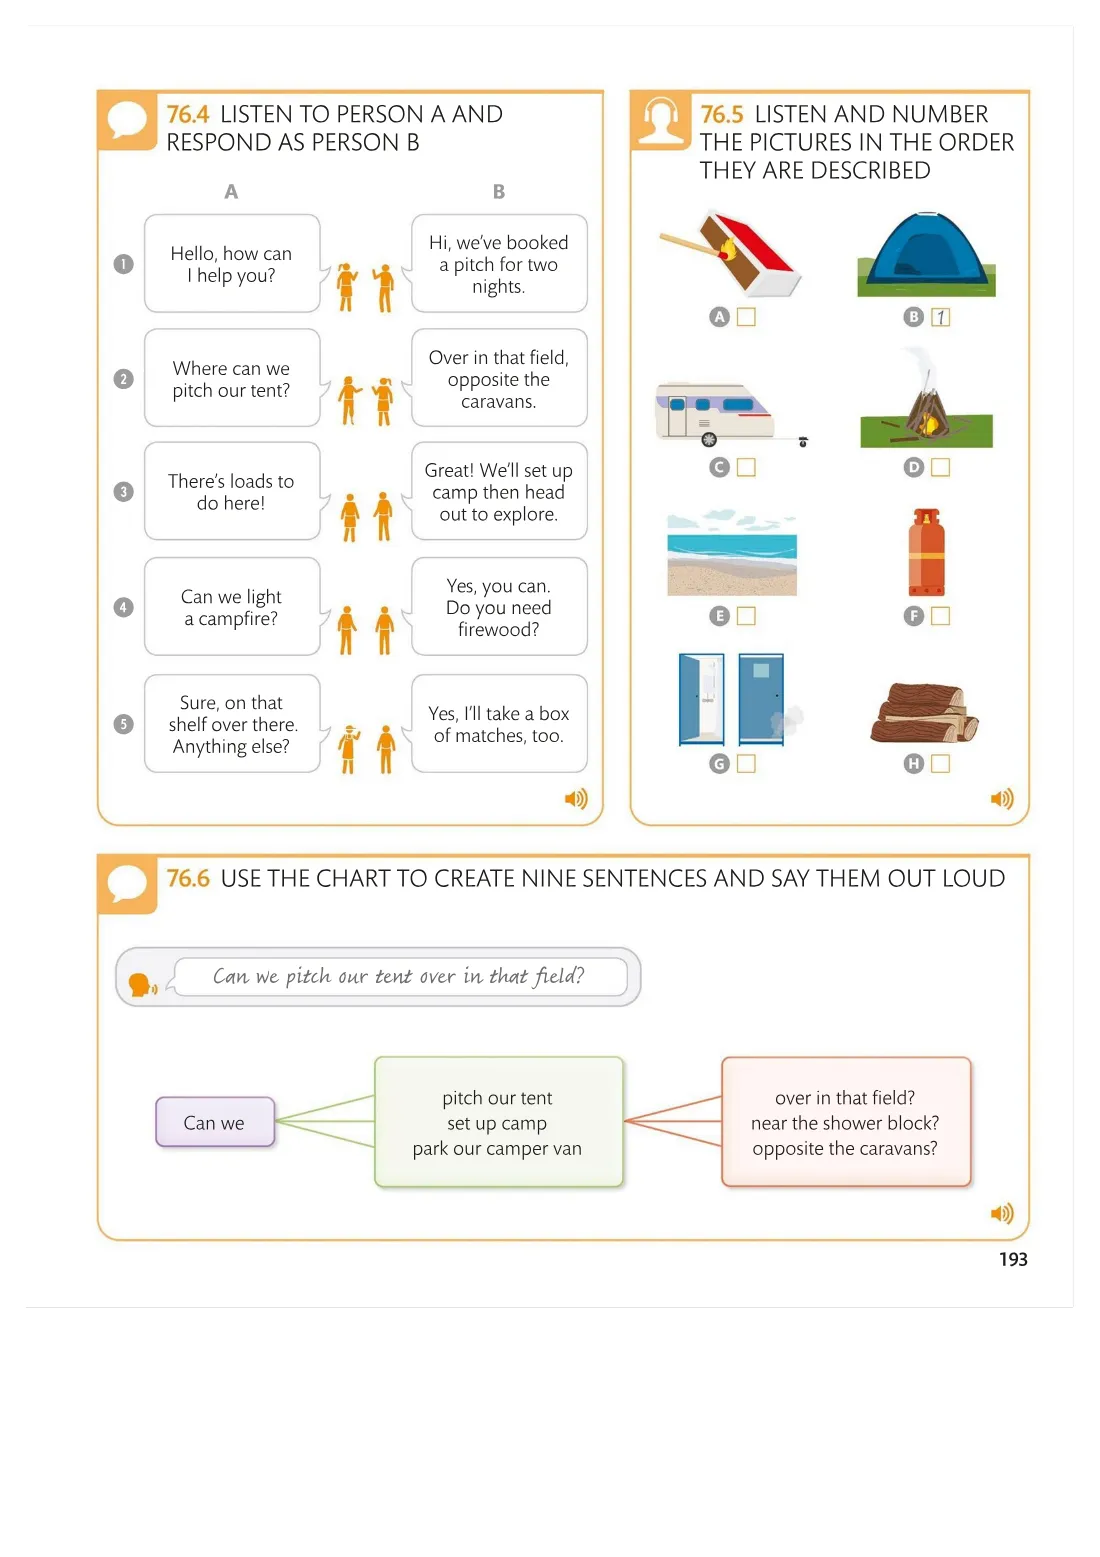 76.4 LISTEN TO PERSON A AND
RESPOND AS PERSON B
A
B
1
Hello, how can
I help you?
Hi, we've booked
a pitch for two
nights.
2
Where can we
pitch our tent?
Over in that field,
opposite the
caravans.
3
There's loads to
do here!
Great! We'll set up
camp then head
out to explore.
4
Can we light
a campfire?
Yes, you can.
Do you need
firewood?
5
Sure, on that
shelf over there.
Anything else?
Yes, I'll take a box
of matches, too.
76.5 LISTEN AND NUMBER
THE PICTURES IN THE ORDER
THEY ARE DESCRIBED
A
B 1
C
D
E
F
G
H
76.6 USE THE CHART TO CREATE NINE SENTENCES AND SAY THEM OUT LOUD
Can we pitch our tent over in that field?
Can we
pitch our tent
set up camp
park our camper van
over in that field?
near the shower block?
opposite the caravans?
193